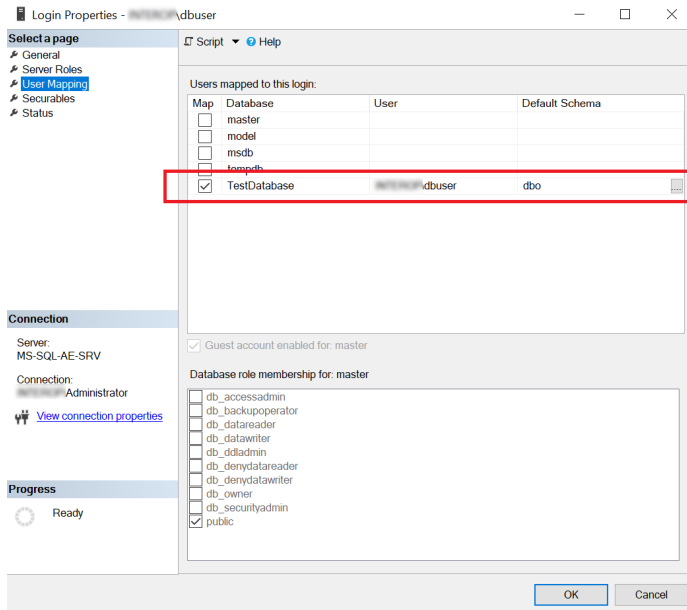 Login Properties - \dbuser
Select a page
General
Server Roles
User Mapping
Securables
Status
Script Help
Users mapped to this login:
Map Database User Default Schema
master
model
msdb
tempdb
TestDatabase \dbuser dbo ...
Guest account enabled for: master
Database role membership for: master
db_accessadmin
db_backupoperator
db_datareader
db_datawriter
db_ddladmin
db_denydatareader
db_denydatawriter
db_owner
db_securityadmin
public
Connection
Server:
MS-SQL-AE-SRV
Connection:
Administrator
View connection properties
Progress
Ready
OK Cancel